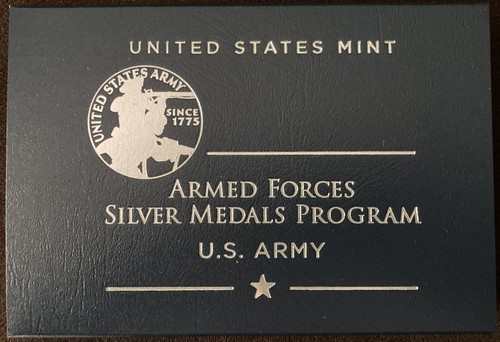 UNITED STATES MINT
UNITED STATES ARMY
SINCE
1775
ARMED FORCES
SILVER MEDALS PROGRAM
U.S. ARMY